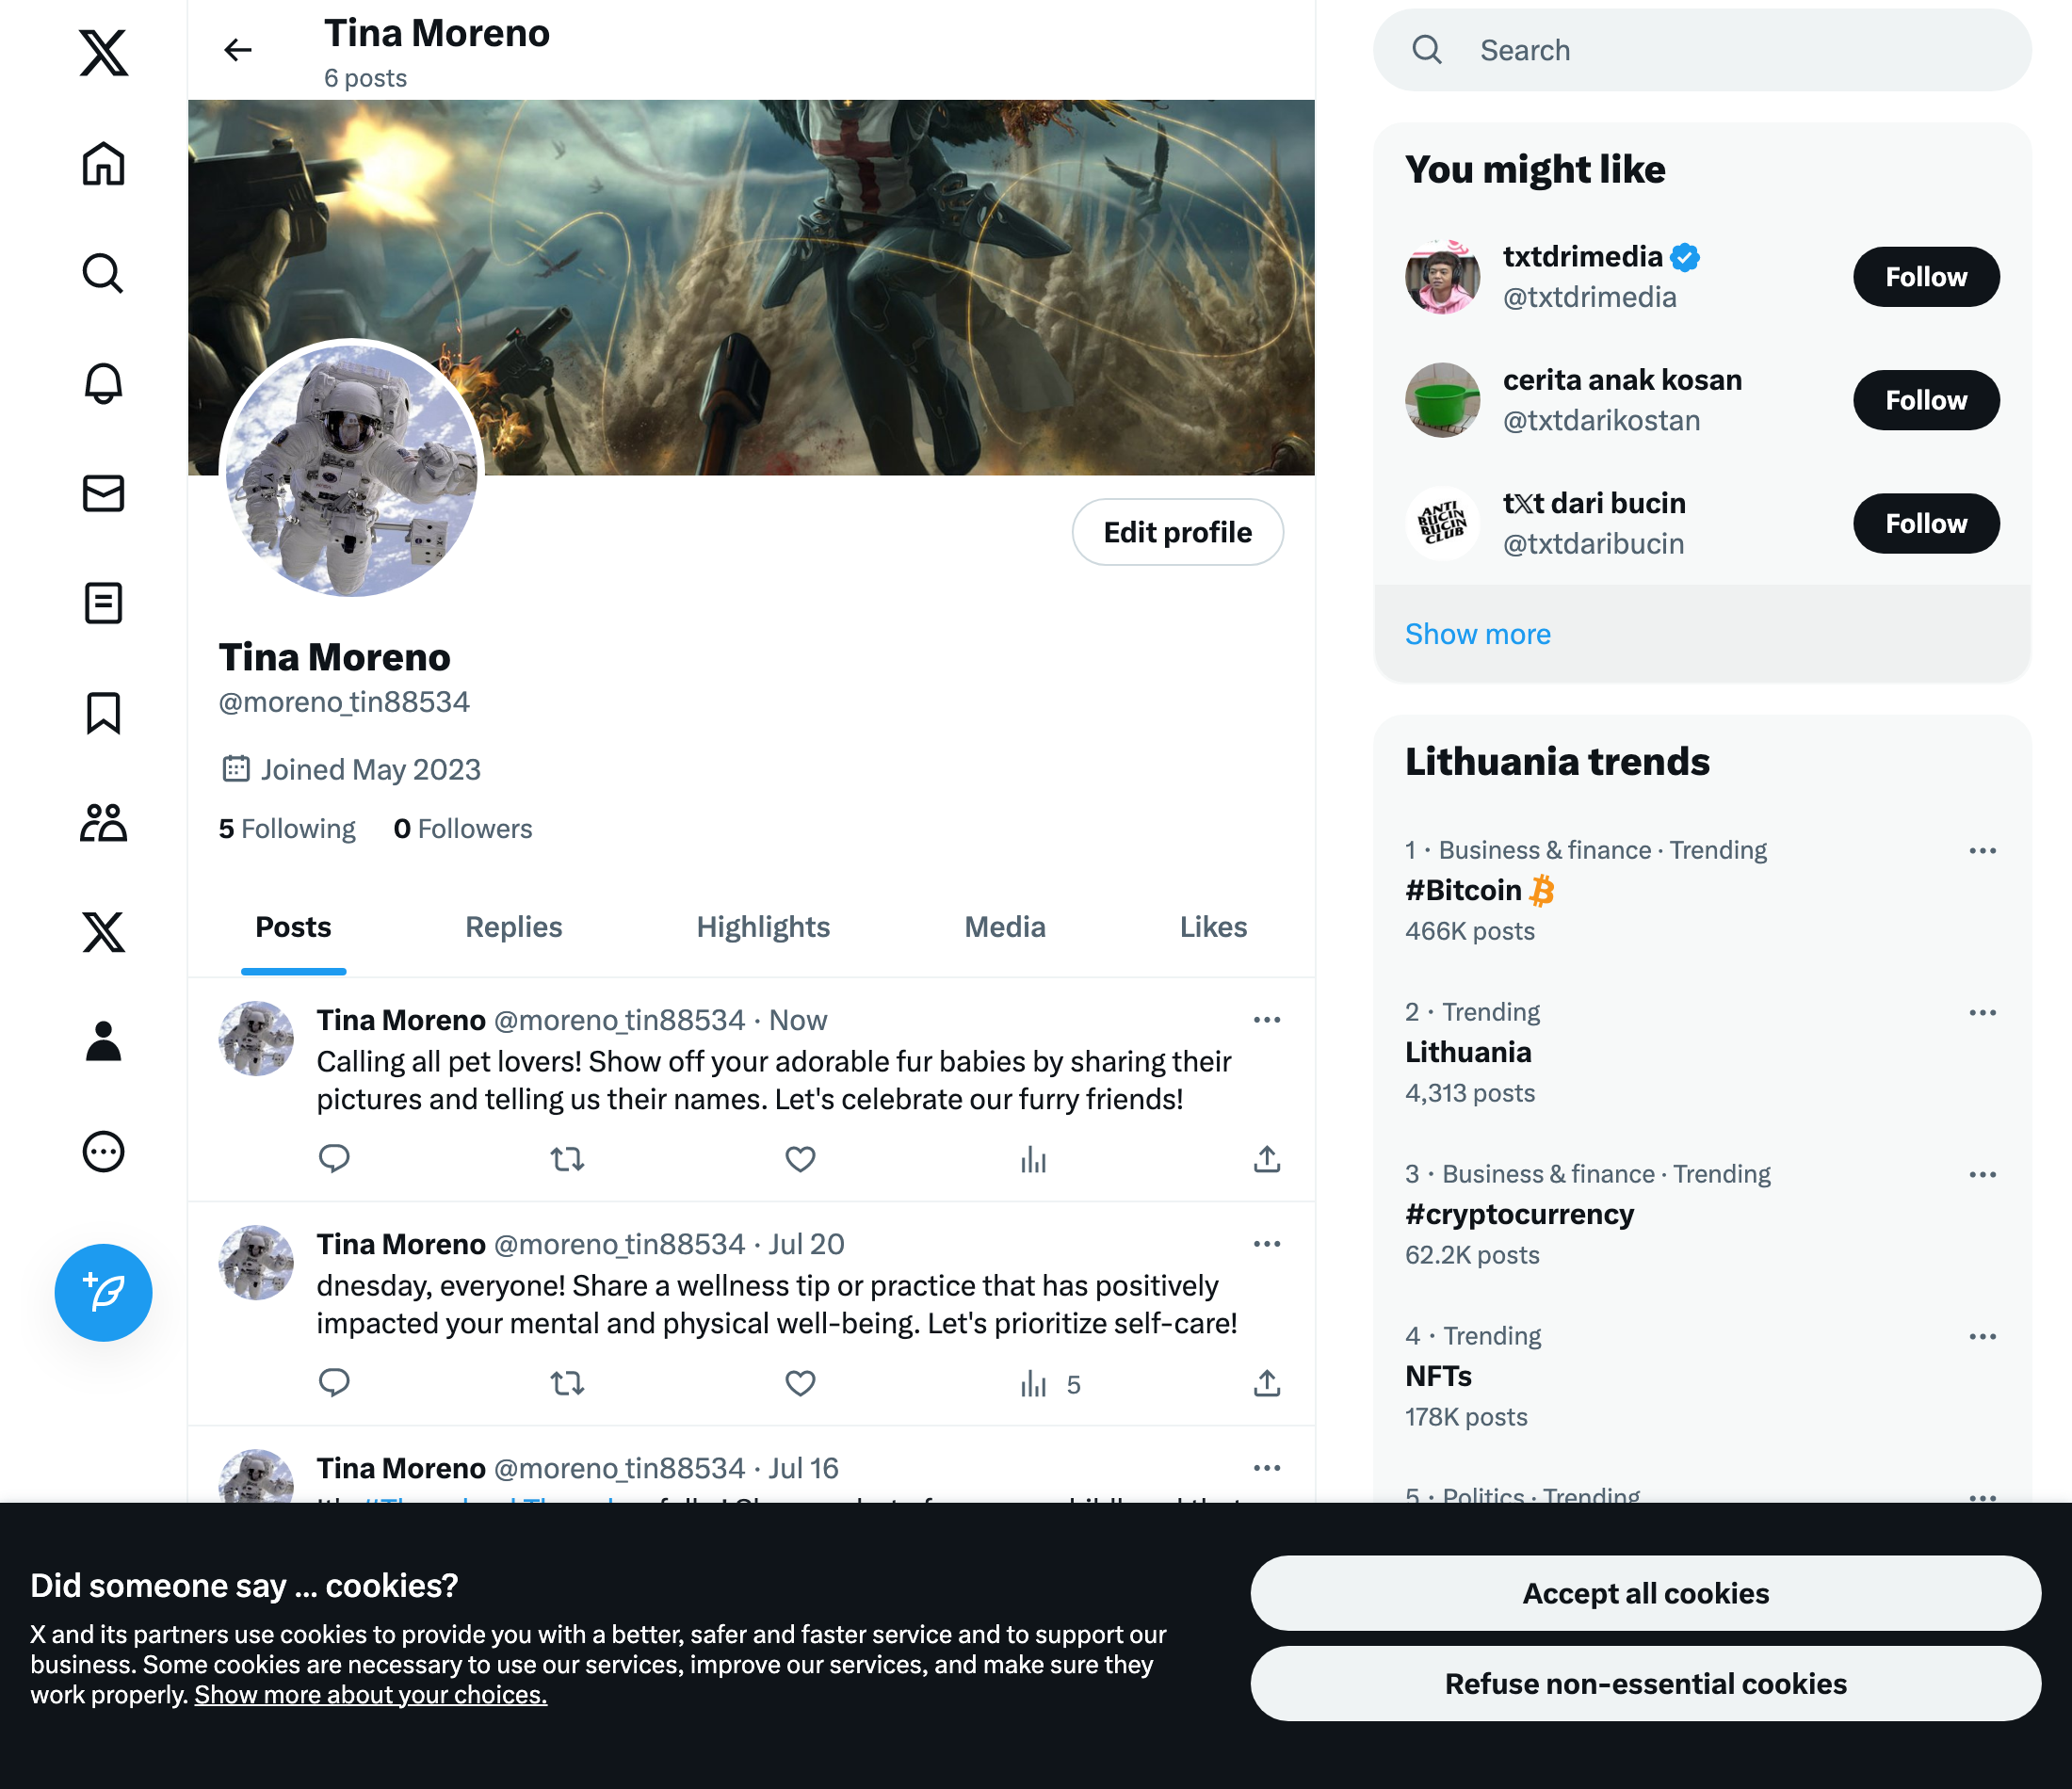 Tina Moreno
6 posts
Edit profile
Tina Moreno
@moreno_tin88534
Joined May 2023
5 Following 0 Followers
Posts Replies Highlights Media Likes
Tina Moreno @moreno_tin88534 · Now
Calling all pet lovers! Show off your adorable fur babies by sharing their
pictures and telling us their names. Let's celebrate our furry friends!
Tina Moreno @moreno_tin88534 · Jul 20
dnesday, everyone! Share a wellness tip or practice that has positively
impacted your mental and physical well-being. Let's prioritize self-care!
5
Tina Moreno @moreno_tin88534 · Jul 16
Search
You might like
txtdrimedia
@txtdrimedia
Follow
cerita anak kosan
@txtdarikostan
Follow
ANTI
BUCIN
BUCIN
CLUB
t𝕏t dari bucin
@txtdaribucin
Follow
Show more
Lithuania trends
1 · Business & finance · Trending
#Bitcoin
466K posts
2 · Trending
Lithuania
4,313 posts
3 · Business & finance · Trending
#cryptocurrency
62.2K posts
4 · Trending
NFTs
178K posts
5 · Politics · Trending
Did someone say … cookies?
X and its partners use cookies to provide you with a better, safer and faster service and to support our
business. Some cookies are necessary to use our services, improve our services, and make sure they
work properly. Show more about your choices.
Accept all cookies
Refuse non-essential cookies